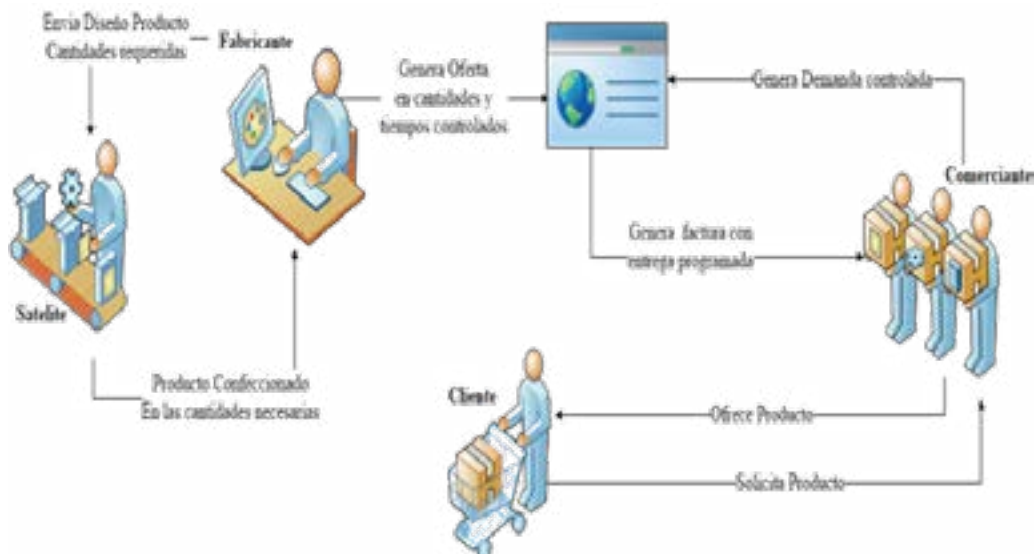 Envia Diseño Producto
Cantidades requeridas
Fabricante
Genera Oferta
en cantidades y
tiempos controlados
Genera Demanda controlada
Comerciantes
Genera factura con
entrega programada
Satelite
Producto Confeccionado
En las cantidades necesarias
Cliente
Ofrece Producto
Solicita Producto